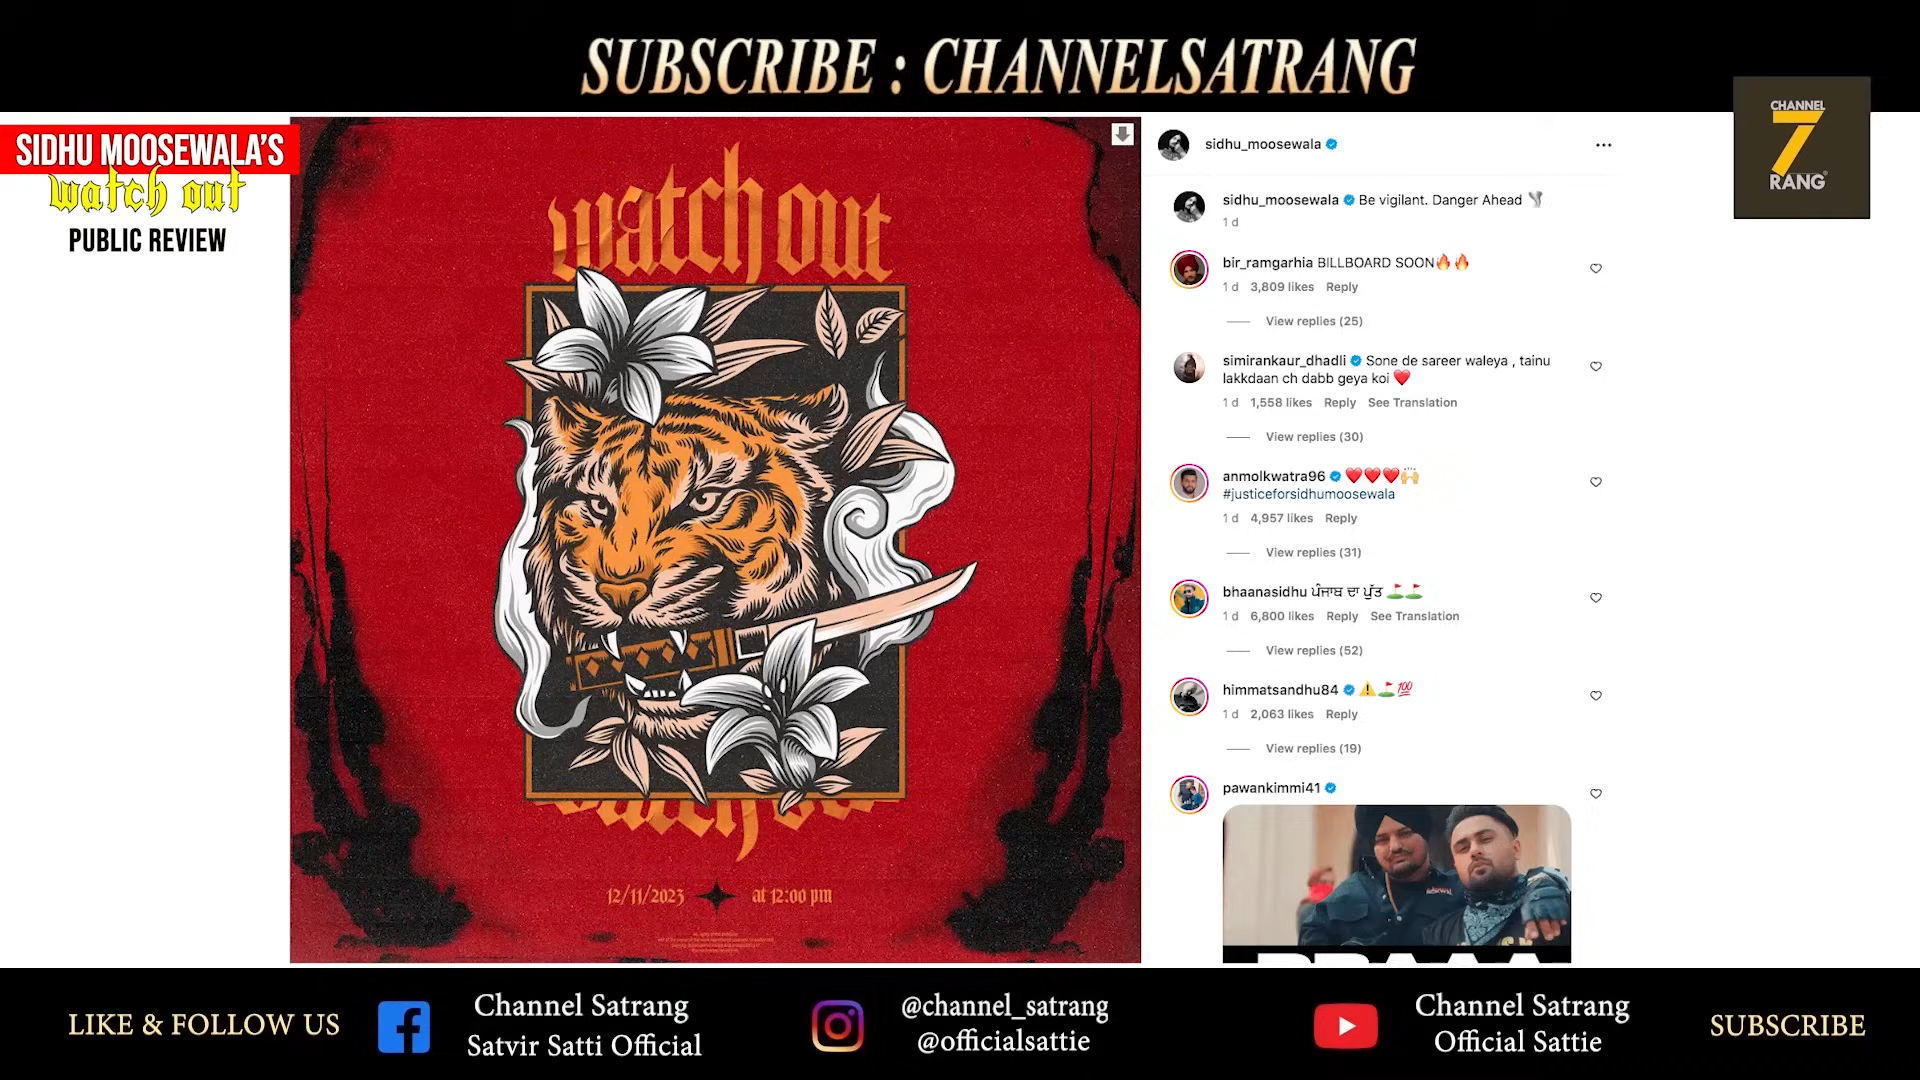 SUBSCRIBE : CHANNELSATRANG
CHANNEL
7
RANG
SIDHU MOOSEWALA'S
watch out
PUBLIC REVIEW
watch out
12/11/2023
at 12:00 pm
sidhu_moosewala
sidhu_moosewala Be vigilant. Danger Ahead
1 d
bir_ramgarhia BILLBOARD SOON🔥🔥
1 d 3,809 likes Reply
View replies (25)
simirankaur_dhadli Sone de sareer waleya , tainu
lakkdaan ch dabb geya koi ❤️
1 d 1,558 likes Reply See Translation
View replies (30)
anmolkwatra96 ❤️❤️❤️🙌
#justiceforsidhumoosewala
1 d 4,957 likes Reply
View replies (31)
bhaanasidhu ਪੰਜਾਬ ਦਾ ਪੁੱਤ ⛳⛳
1 d 6,800 likes Reply See Translation
View replies (52)
himmatsandhu84 ⚠️⛳💯
1 d 2,063 likes Reply
View replies (19)
pawankimmi41
LIKE & FOLLOW US
Channel Satrang
Satvir Satti Official
@channel_satrang
@officialsattie
Channel Satrang
Official Sattie
SUBSCRIBE